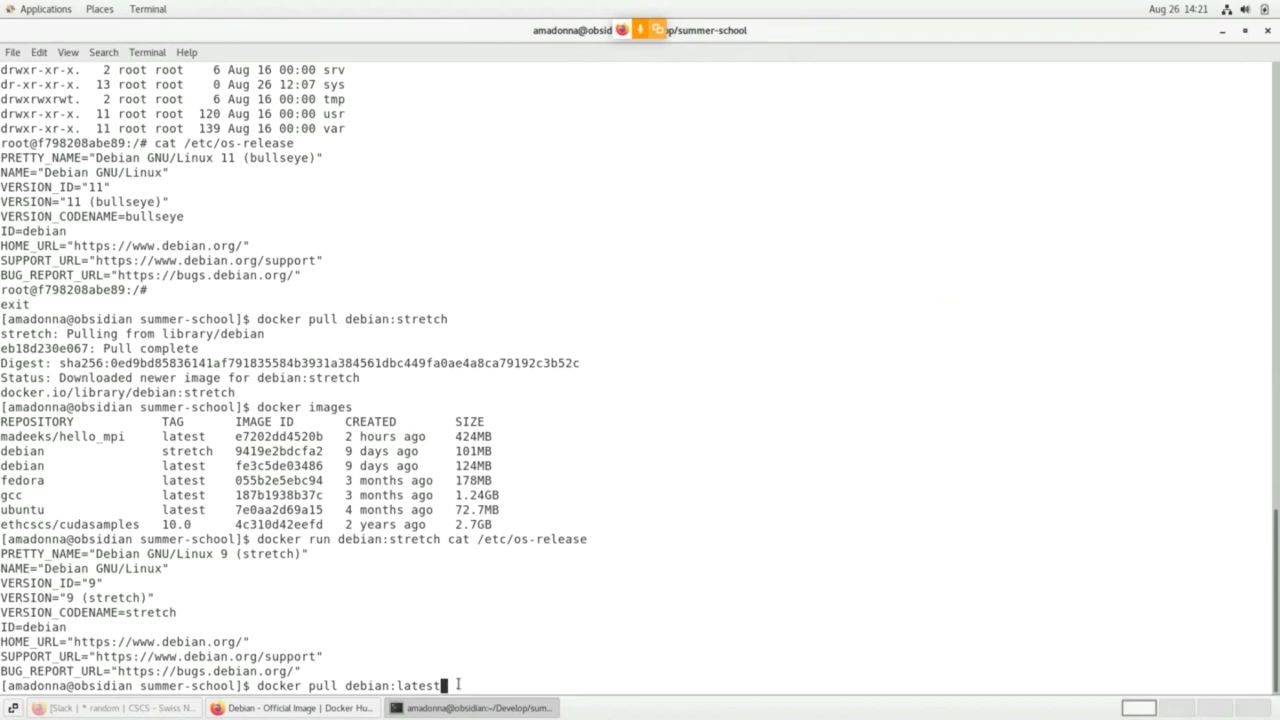 Applications Places Terminal Aug 26 14:21
amadonna@obsid op/summer-school
File Edit View Search Terminal Help
drwxr-xr-x. 2 root root 6 Aug 16 00:00 srv
dr-xr-xr-x. 13 root root 0 Aug 26 12:07 sys
drwxrwxrwt. 2 root root 6 Aug 16 00:00 tmp
drwxr-xr-x. 11 root root 120 Aug 16 00:00 usr
drwxr-xr-x. 11 root root 139 Aug 16 00:00 var
root@f798208abe89:/# cat /etc/os-release
PRETTY_NAME="Debian GNU/Linux 11 (bullseye)"
NAME="Debian GNU/Linux"
VERSION_ID="11"
VERSION="11 (bullseye)"
VERSION_CODENAME=bullseye
ID=debian
HOME_URL="https://www.debian.org/"
SUPPORT_URL="https://www.debian.org/support"
BUG_REPORT_URL="https://bugs.debian.org/"
root@f798208abe89:/#
exit
[amadonna@obsidian summer-school]$ docker pull debian:stretch
stretch: Pulling from library/debian
eb18d230e067: Pull complete
Digest: sha256:0ed9bd85836141af791835584b3931a384561dbc449fa0ae4a8ca79192c3b52c
Status: Downloaded newer image for debian:stretch
docker.io/library/debian:stretch
[amadonna@obsidian summer-school]$ docker images
REPOSITORY TAG IMAGE ID CREATED SIZE
madeeks/hello_mpi latest e7202dd4520b 2 hours ago 424MB
debian stretch 9419e2bdcfa2 9 days ago 101MB
debian latest fe3c5de03486 9 days ago 124MB
fedora latest 055b2e5ebc94 3 months ago 178MB
gcc latest 187b1938b37c 3 months ago 1.24GB
ubuntu latest 7e0aa2d69a15 4 months ago 72.7MB
ethcscs/cudasamples 10.0 4c310d42eefd 2 years ago 2.7GB
[amadonna@obsidian summer-school]$ docker run debian:stretch cat /etc/os-release
PRETTY_NAME="Debian GNU/Linux 9 (stretch)"
NAME="Debian GNU/Linux"
VERSION_ID="9"
VERSION="9 (stretch)"
VERSION_CODENAME=stretch
ID=debian
HOME_URL="https://www.debian.org/"
SUPPORT_URL="https://www.debian.org/support"
BUG_REPORT_URL="https://bugs.debian.org/"
[amadonna@obsidian summer-school]$ docker pull debian:latest
[Slack | * random | CSCS - Swiss N... Debian - Official Image | Docker Hu... amadonna@obsidian:~/Develop/sum...